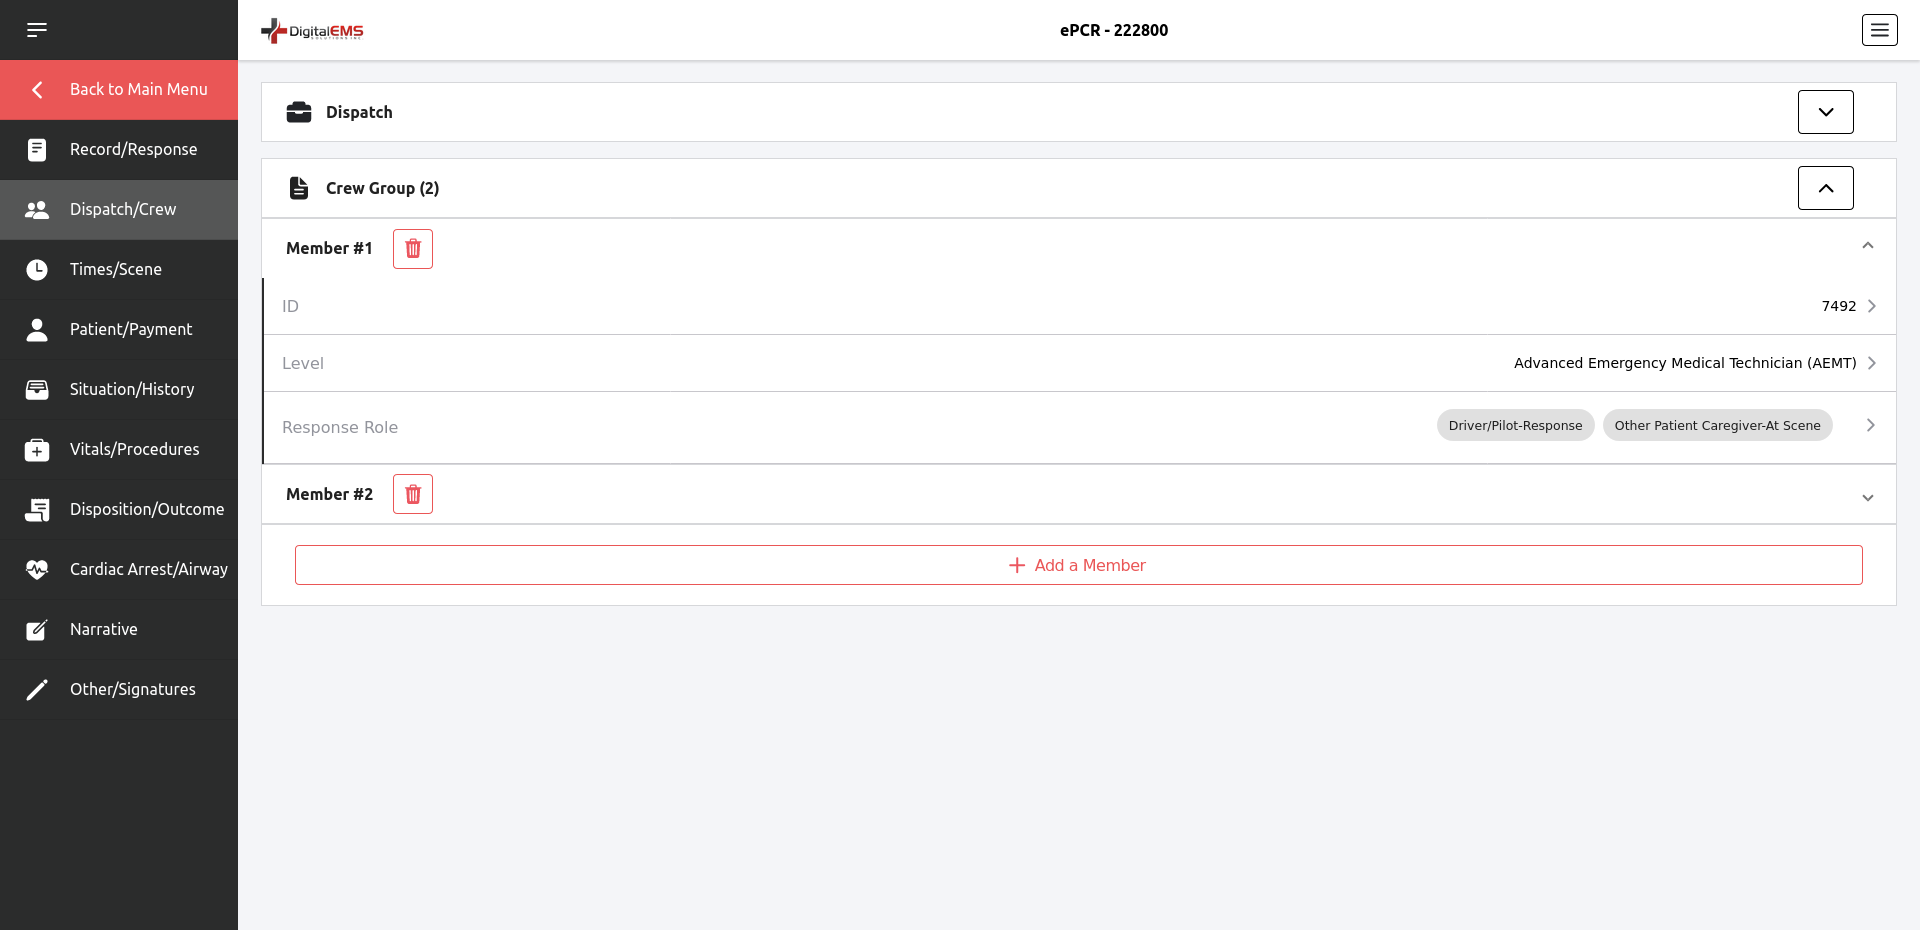 DigitalEMS
ePCR - 222800
Back to Main Menu
Record/Response
Dispatch/Crew
Times/Scene
Patient/Payment
Situation/History
Vitals/Procedures
Disposition/Outcome
Cardiac Arrest/Airway
Narrative
Other/Signatures
Dispatch
Crew Group (2)
Member #1
ID 7492
Level Advanced Emergency Medical Technician (AEMT)
Response Role Driver/Pilot-Response Other Patient Caregiver-At Scene
Member #2
Add a Member